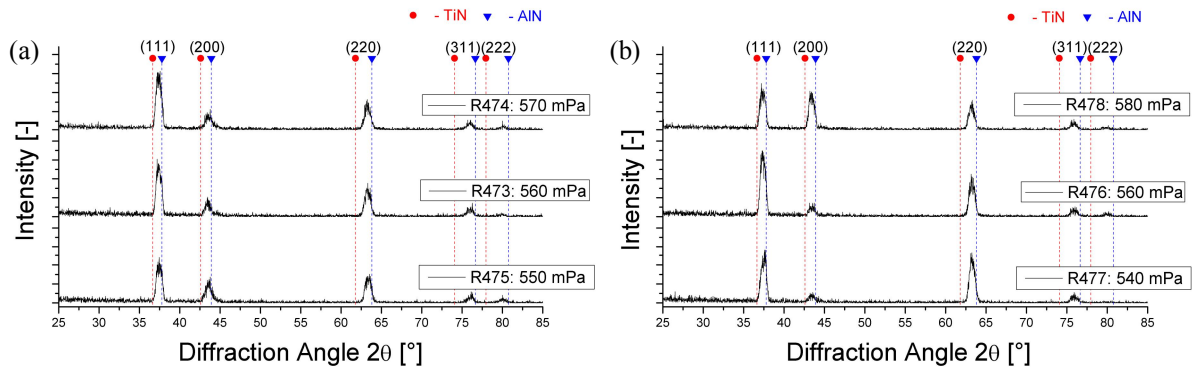 - TiN - AlN
(a)
(111) (200) (220) (311) (222)
R474: 570 mPa
R473: 560 mPa
R475: 550 mPa
Intensity [-]
25 30 35 40 45 50 55 60 65 70 75 80 85
Diffraction Angle 2θ [°]
- TiN - AlN
(b)
(111) (200) (220) (311) (222)
R478: 580 mPa
R476: 560 mPa
R477: 540 mPa
Intensity [-]
25 30 35 40 45 50 55 60 65 70 75 80 85
Diffraction Angle 2θ [°]